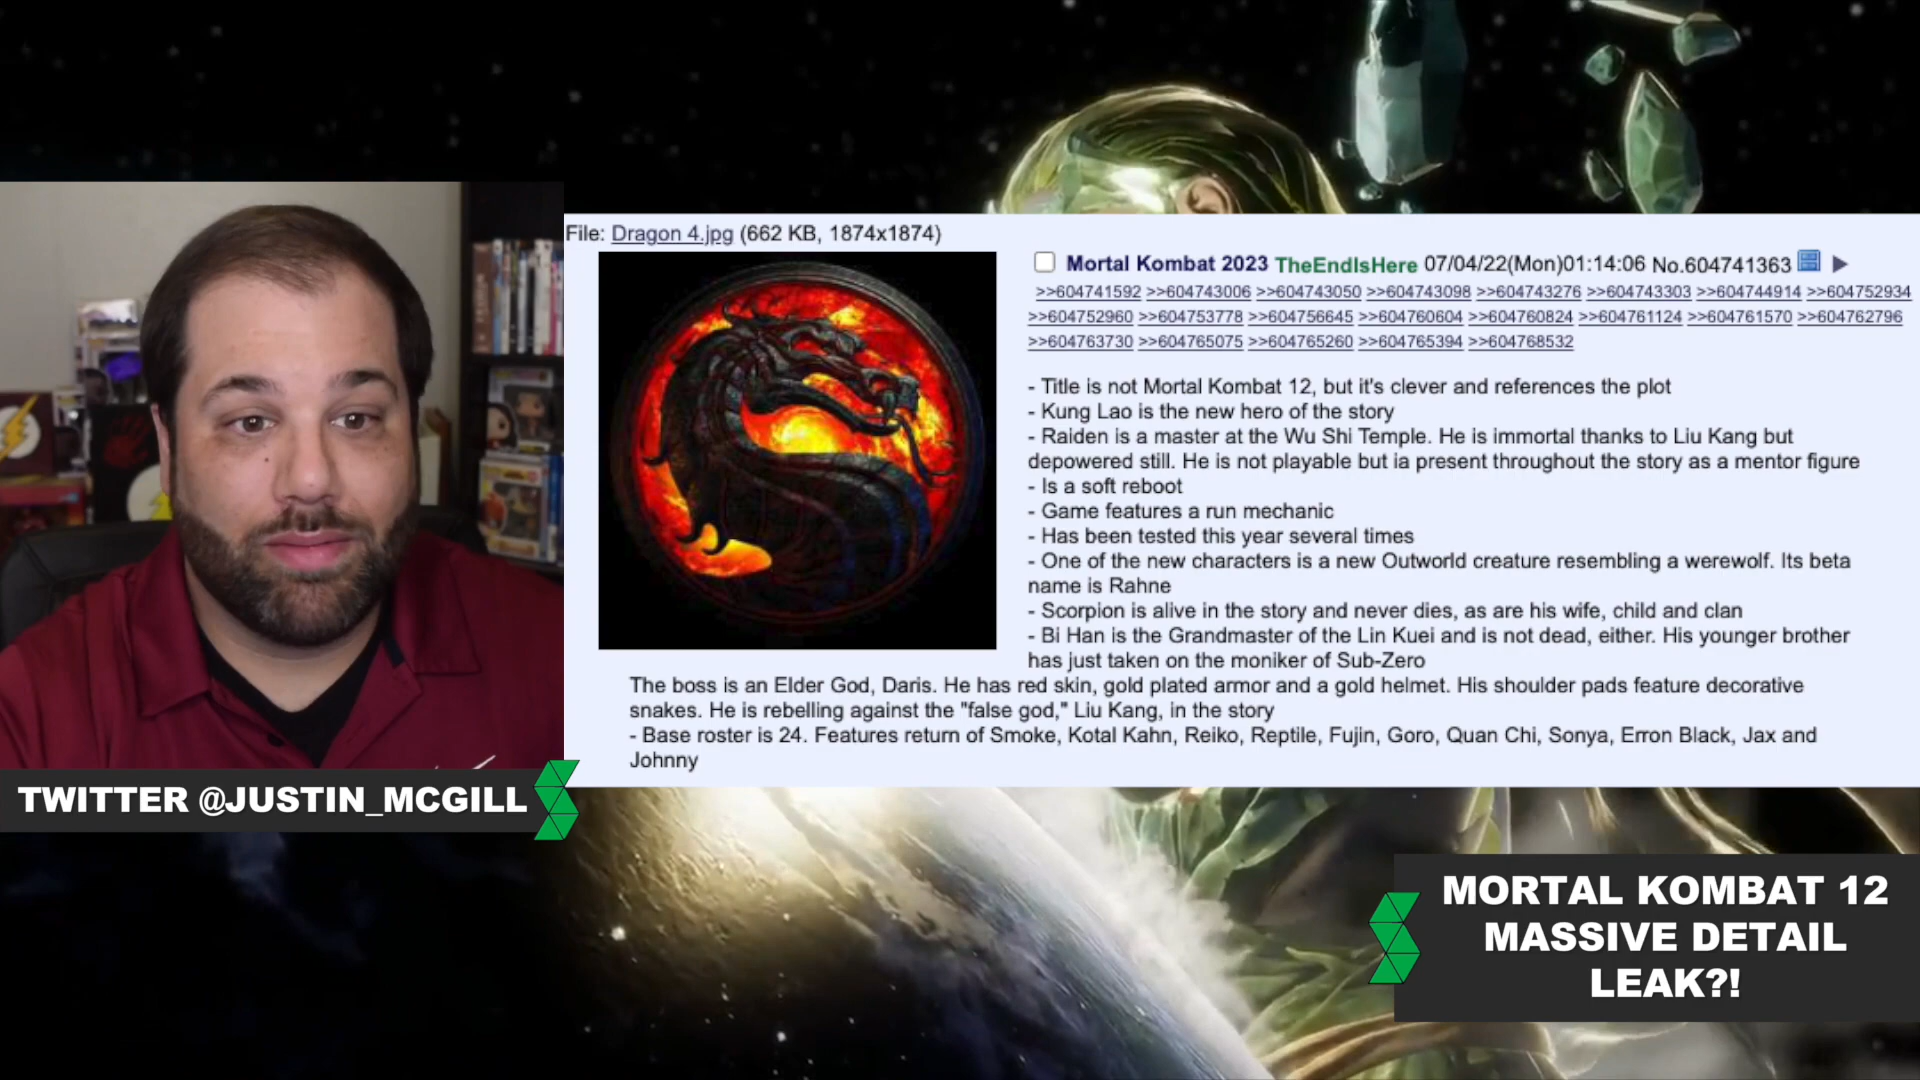 File: Dragon 4.jpg (662 KB, 1874x1874)
Mortal Kombat 2023 TheEndIsHere 07/04/22(Mon)01:14:06 No.604741363
>>604741592 >>604743006 >>604743050 >>604743098 >>604743276 >>604743303 >>604744914 >>604752934
>>604752960 >>604753778 >>604756645 >>604760604 >>604760824 >>604761124 >>604761570 >>604762796
>>604763730 >>604765075 >>604765260 >>604765394 >>604768532
- Title is not Mortal Kombat 12, but it's clever and references the plot
- Kung Lao is the new hero of the story
- Raiden is a master at the Wu Shi Temple. He is immortal thanks to Liu Kang but
depowered still. He is not playable but ia present throughout the story as a mentor figure
- Is a soft reboot
- Game features a run mechanic
- Has been tested this year several times
- One of the new characters is a new Outworld creature resembling a werewolf. Its beta
name is Rahne
- Scorpion is alive in the story and never dies, as are his wife, child and clan
- Bi Han is the Grandmaster of the Lin Kuei and is not dead, either. His younger brother
has just taken on the moniker of Sub-Zero
The boss is an Elder God, Daris. He has red skin, gold plated armor and a gold helmet. His shoulder pads feature decorative
snakes. He is rebelling against the "false god," Liu Kang, in the story
- Base roster is 24. Features return of Smoke, Kotal Kahn, Reiko, Reptile, Fujin, Goro, Quan Chi, Sonya, Erron Black, Jax and
Johnny
TWITTER @JUSTIN_MCGILL
MORTAL KOMBAT 12
MASSIVE DETAIL
LEAK?!